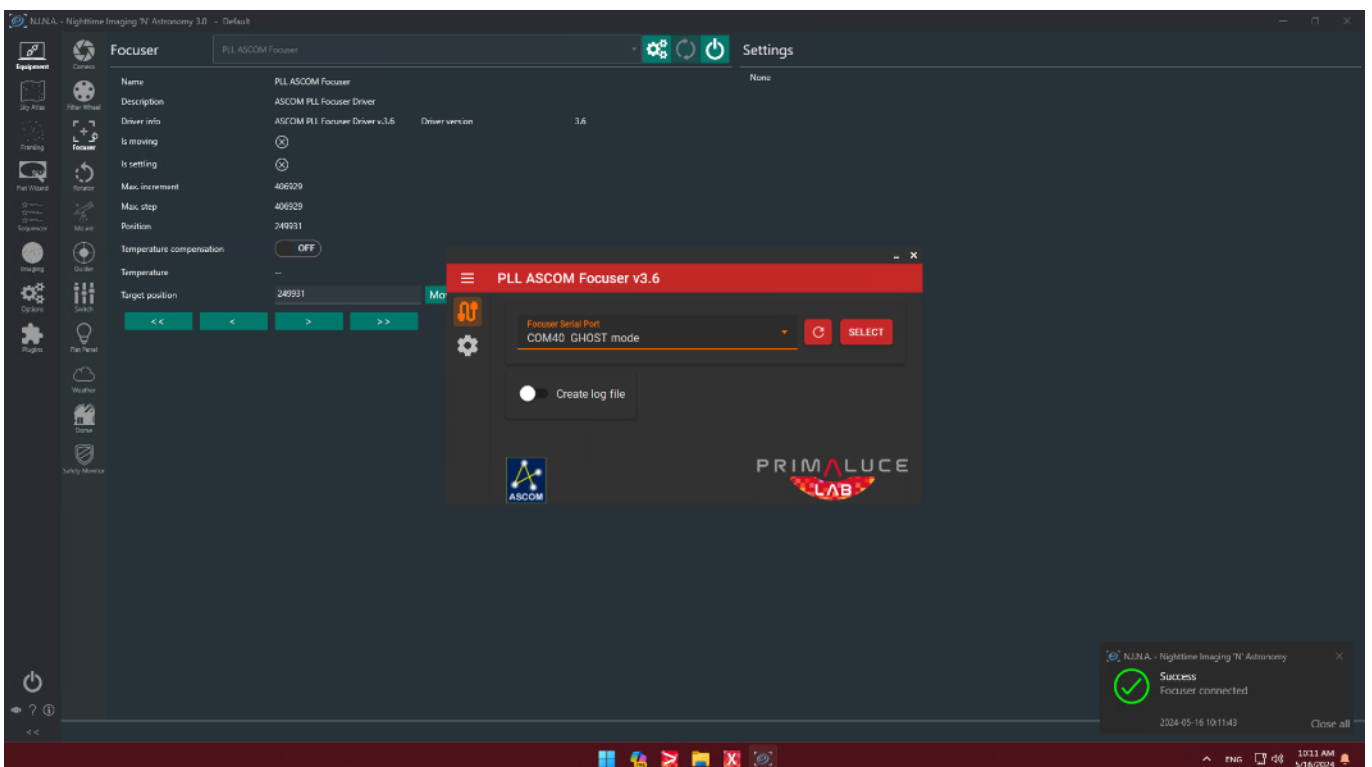 N.I.N.A. - Nighttime Imaging 'N' Astronomy 3.0 - Default
Equipment
Sky Atlas
Framing
Flat Wizard
Sequencer
Imaging
Options
Plugins
<<
Camera
Filter Wheel
Focuser
Rotator
Mount
Guider
Switch
Flat Panel
Weather
Dome
Safety Monitor
Focuser
PLL ASCOM Focuser
Name PLL ASCOM Focuser
Description ASCOM PLL Focuser Driver
Driver info ASCOM PLL Focuser Driver v.3.6 Driver version 3.6
Is moving
Is settling
Max. increment 406929
Max. step 406929
Position 249931
Temperature compensation OFF
Temperature --
Target position 249931 Mo
<< < > >>
Settings
None
PLL ASCOM Focuser v3.6
Focuser Serial Port
COM40 GHOST mode
SELECT
Create log file
ASCOM
PRIMALUCE
LAB
N.I.N.A. - Nighttime Imaging 'N' Astronomy
Success
Focuser connected
2024-05-16 10:11:43 Close all
ENG
10:11 AM
5/16/2024